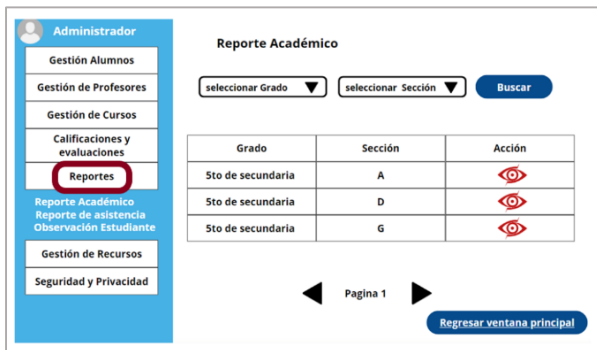 Administrador
Gestión Alumnos
Gestión de Profesores
Gestión de Cursos
Calificaciones y
evaluaciones
Reportes
Reporte Académico
Reporte de asistencia
Observación Estudiante
Gestión de Recursos
Seguridad y Privacidad
Reporte Académico
seleccionar Grado
seleccionar Sección
Buscar
Grado Sección Acción
5to de secundaria A
5to de secundaria D
5to de secundaria G
Pagina 1
Regresar ventana principal